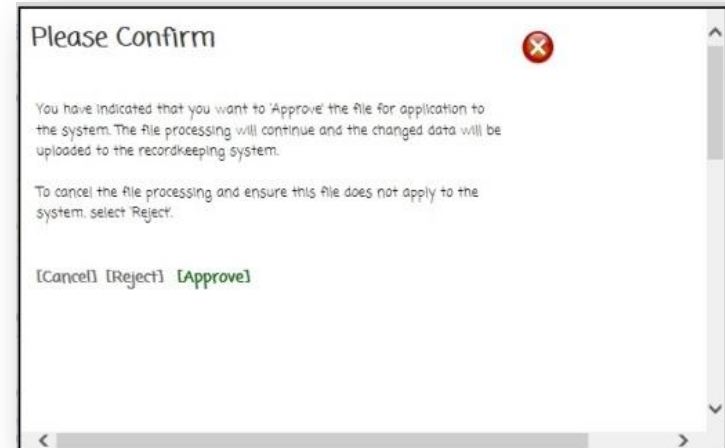 Please Confirm
You have indicated that you want to 'Approve' the file for application to
the system. The file processing will continue and the changed data will be
uploaded to the recordkeeping system.
To cancel the file processing and ensure this file does not apply to the
system, select 'Reject'.
[Cancel] [Reject] [Approve]